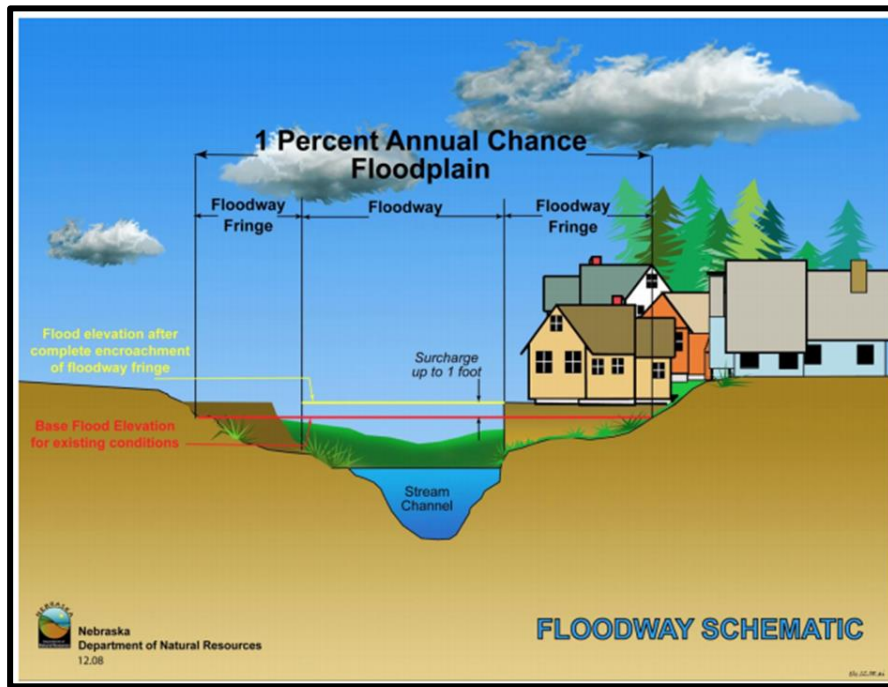 1 Percent Annual Chance
Floodplain
Floodway
Fringe
Floodway
Floodway
Fringe
Flood elevation after
complete encroachment
of floodway fringe
Surcharge
up to 1 foot
Base Flood Elevation
for existing conditions
Stream
Channel
NEBRASKA
Nebraska
Department of Natural Resources
12.08
FLOODWAY SCHEMATIC